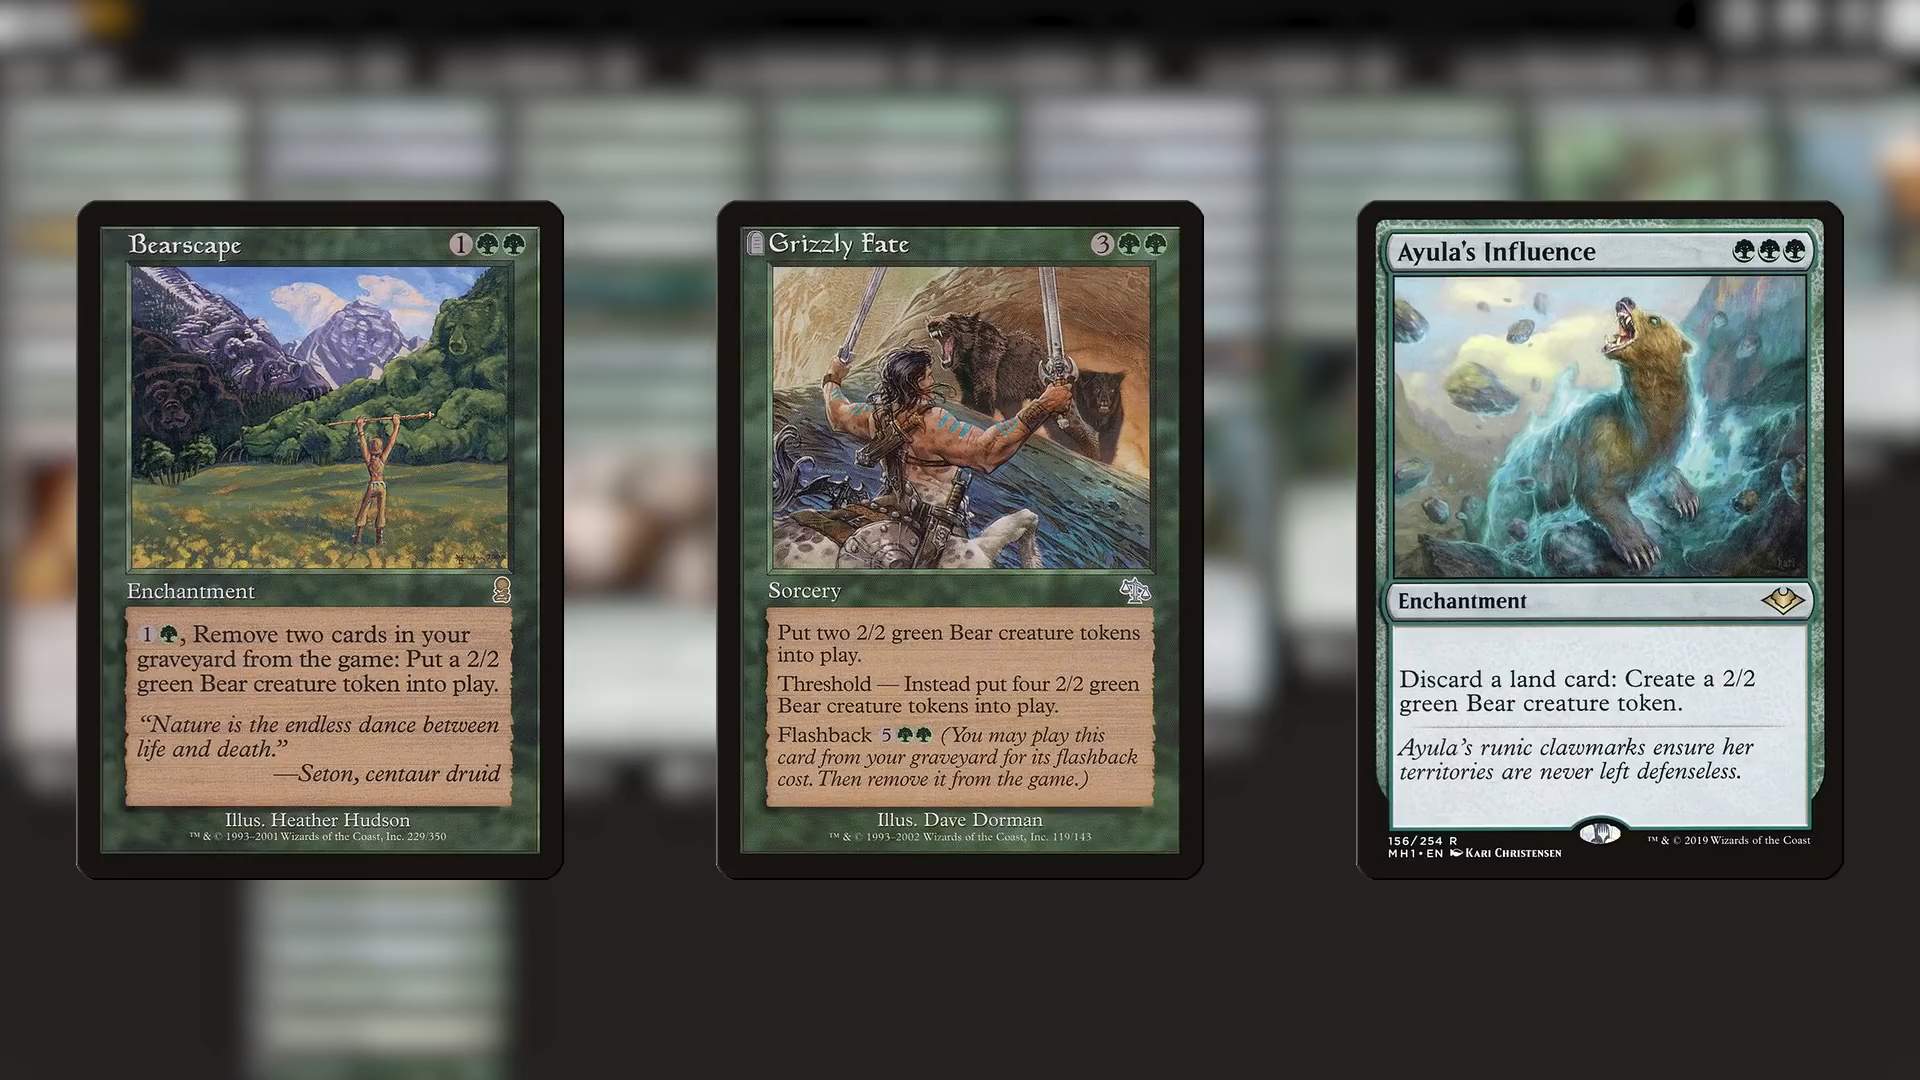 Bearscape 1
Enchantment
1, Remove two cards in your
graveyard from the game: Put a 2/2
green Bear creature token into play.
“Nature is the endless dance between
life and death.”
—Seton, centaur druid
Illus. Heather Hudson
™ & © 1993–2001 Wizards of the Coast, Inc. 229/350
Grizzly Fate 3
Sorcery
Put two 2/2 green Bear creature tokens
into play.
Threshold — Instead put four 2/2 green
Bear creature tokens into play.
Flashback 5 (You may play this
card from your graveyard for its flashback
cost. Then remove it from the game.)
Illus. Dave Dorman
™ & © 1993–2002 Wizards of the Coast, Inc. 119/143
Ayula's Influence
Enchantment
Discard a land card: Create a 2/2
green Bear creature token.
Ayula's runic clawmarks ensure her
territories are never left defenseless.
156/254 R
MH1 • EN Kari Christensen
™ & © 2019 Wizards of the Coast